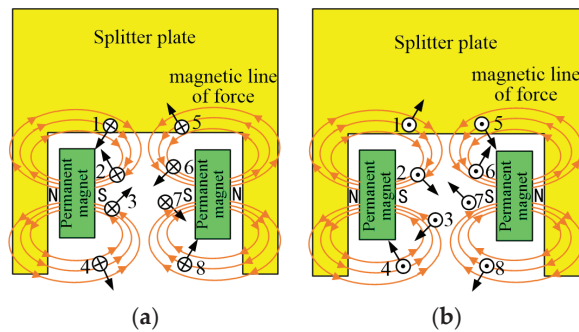 Splitter plate
magnetic line
of force
1
5
2
6
Permanent
magnet
N
S
3
7
S
N
Permanent
magnet
4
8
(a)
Splitter plate
magnetic line
of force
1
5
2
6
Permanent
magnet
N
S
3
7
S
N
Permanent
magnet
4
8
(b)